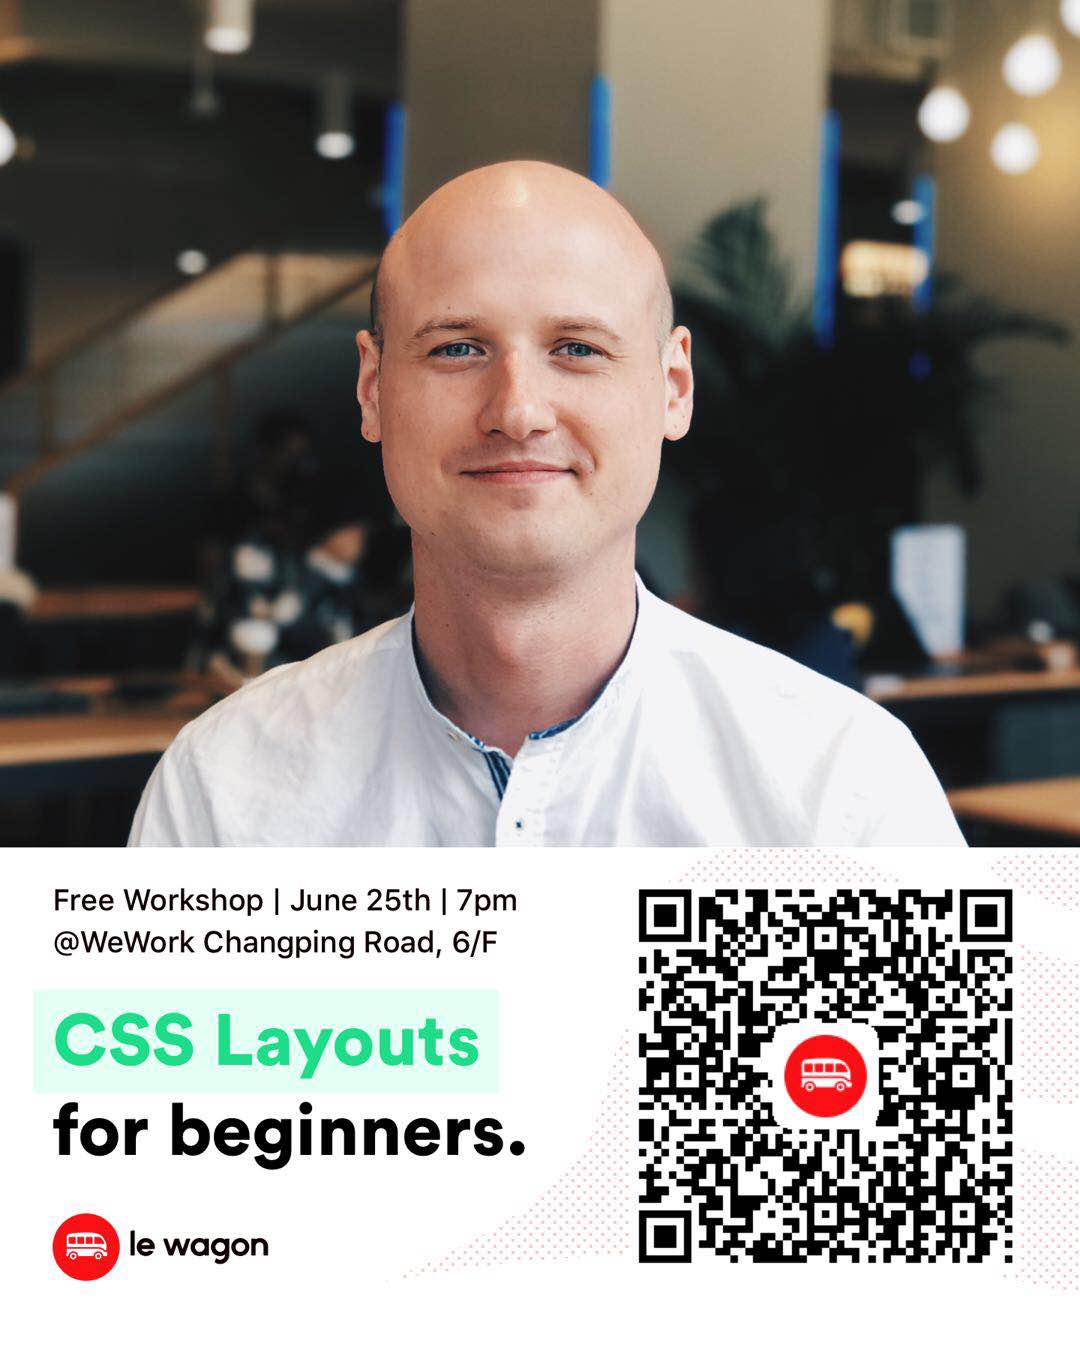 Free Workshop | June 25th | 7pm
@WeWork Changping Road, 6/F
CSS Layouts
for beginners.
le wagon